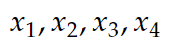 x₁, x₂, x₃, x₄